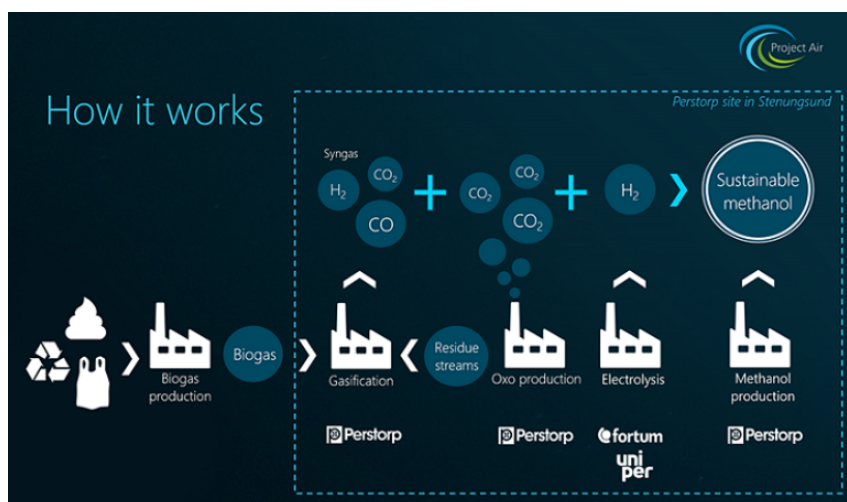 Project Air
How it works
Perstorp site in Stenungsund
Syngas
H₂
CO₂
CO
+
CO₂
CO₂
CO₂
+
H₂
Sustainable
methanol
Biogas
production
Biogas
Gasification
Residue
streams
Oxo production
Electrolysis
Methanol
production
Perstorp
Perstorp
fortum
uni
per
Perstorp